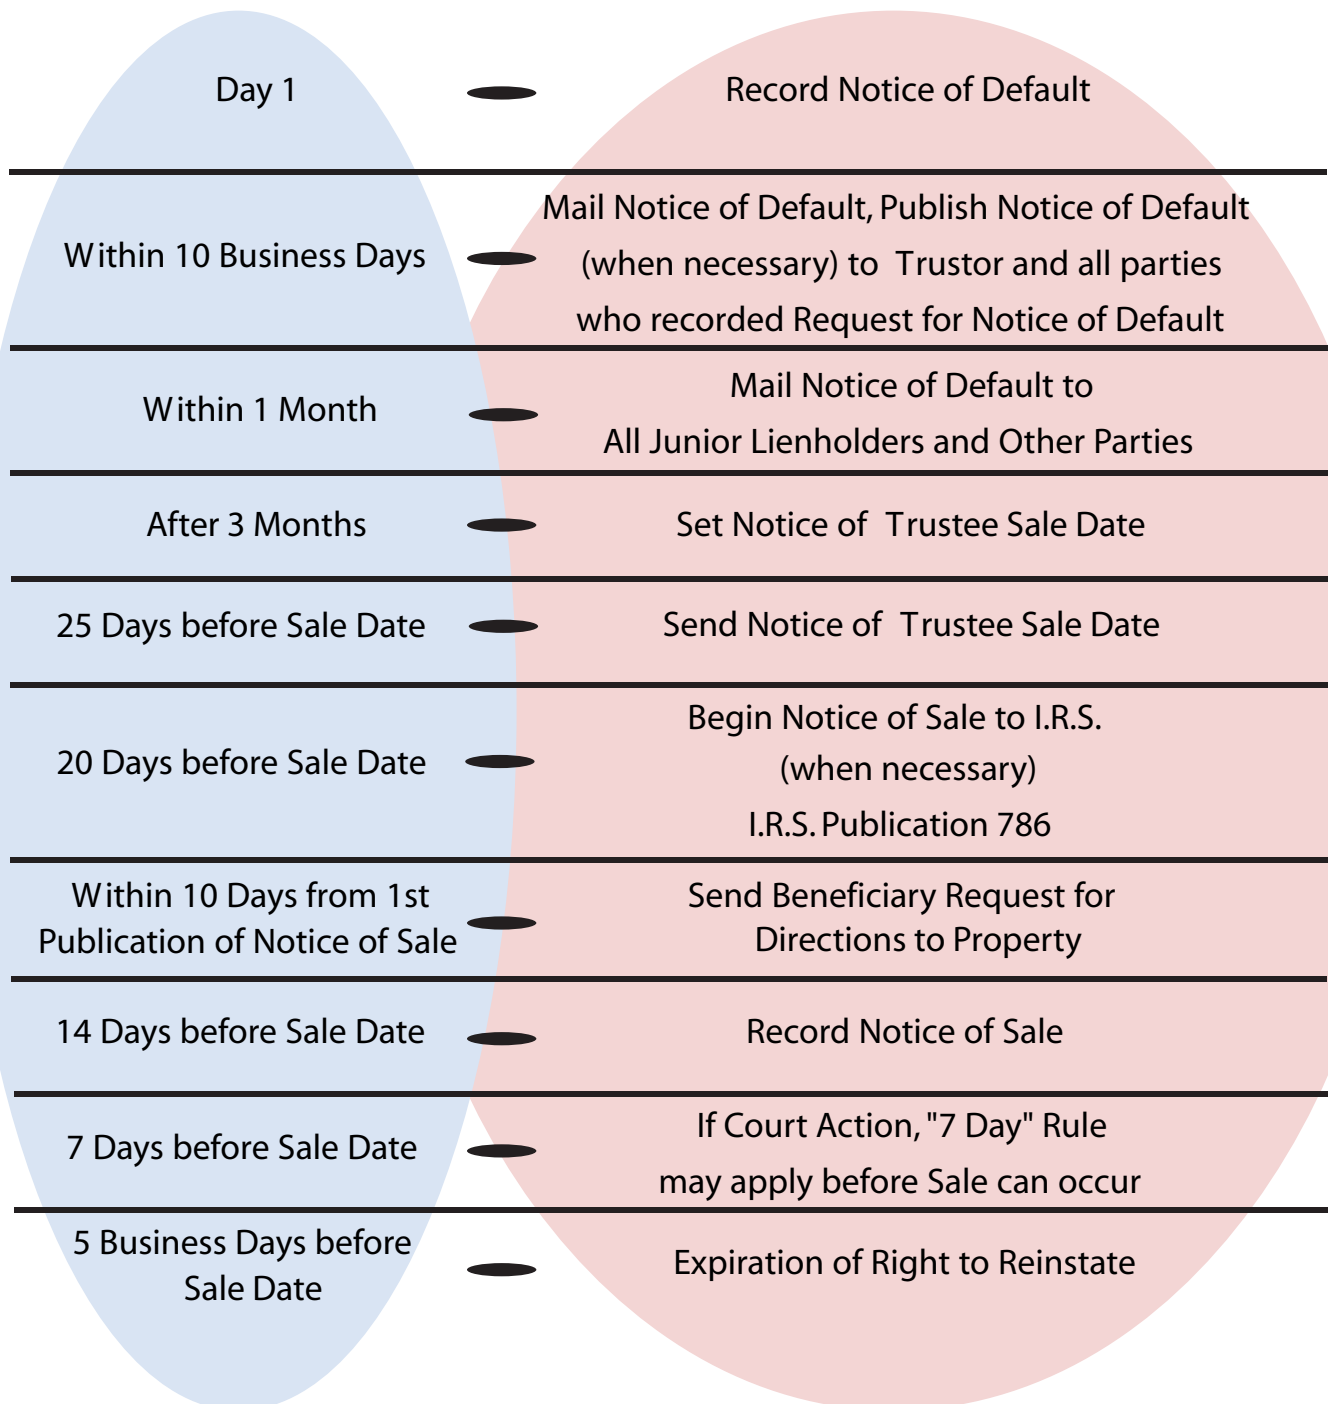 Day 1
Record Notice of Default
Within 10 Business Days
Mail Notice of Default, Publish Notice of Default
(when necessary) to Trustor and all parties
who recorded Request for Notice of Default
Within 1 Month
Mail Notice of Default to
All Junior Lienholders and Other Parties
After 3 Months
Set Notice of Trustee Sale Date
25 Days before Sale Date
Send Notice of Trustee Sale Date
20 Days before Sale Date
Begin Notice of Sale to I.R.S.
(when necessary)
I.R.S. Publication 786
Within 10 Days from 1st
Publication of Notice of Sale
Send Beneficiary Request for
Directions to Property
14 Days before Sale Date
Record Notice of Sale
7 Days before Sale Date
If Court Action, "7 Day" Rule
may apply before Sale can occur
5 Business Days before
Sale Date
Expiration of Right to Reinstate